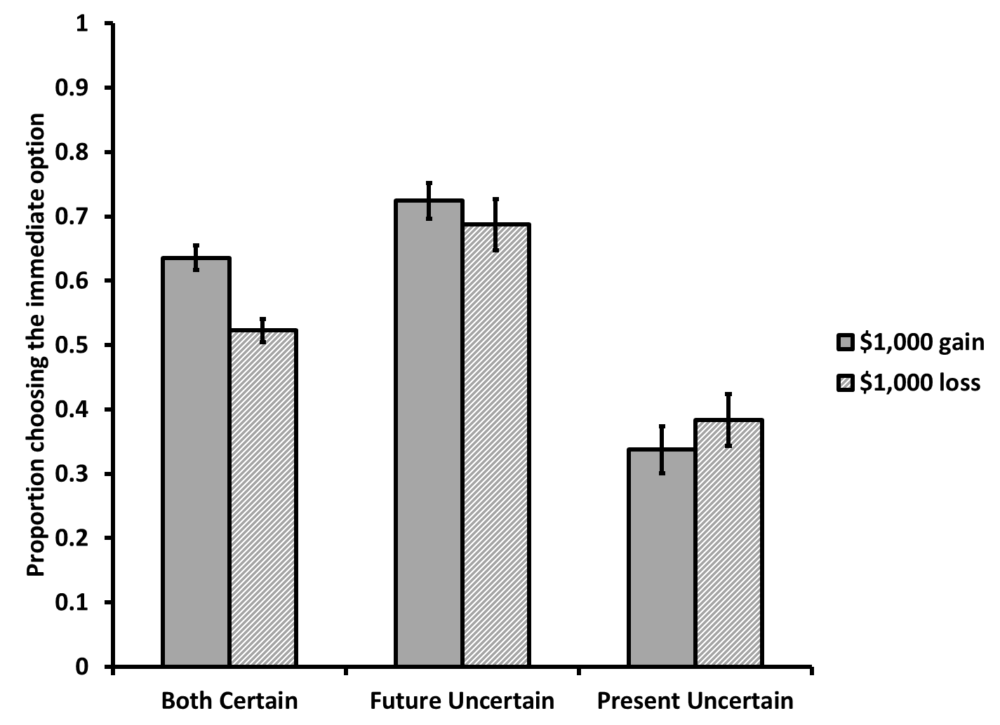 Proportion choosing the immediate option
1
0.9
0.8
0.7
0.6
0.5
0.4
0.3
0.2
0.1
0
Both Certain
Future Uncertain
Present Uncertain
$1,000 gain
$1,000 loss